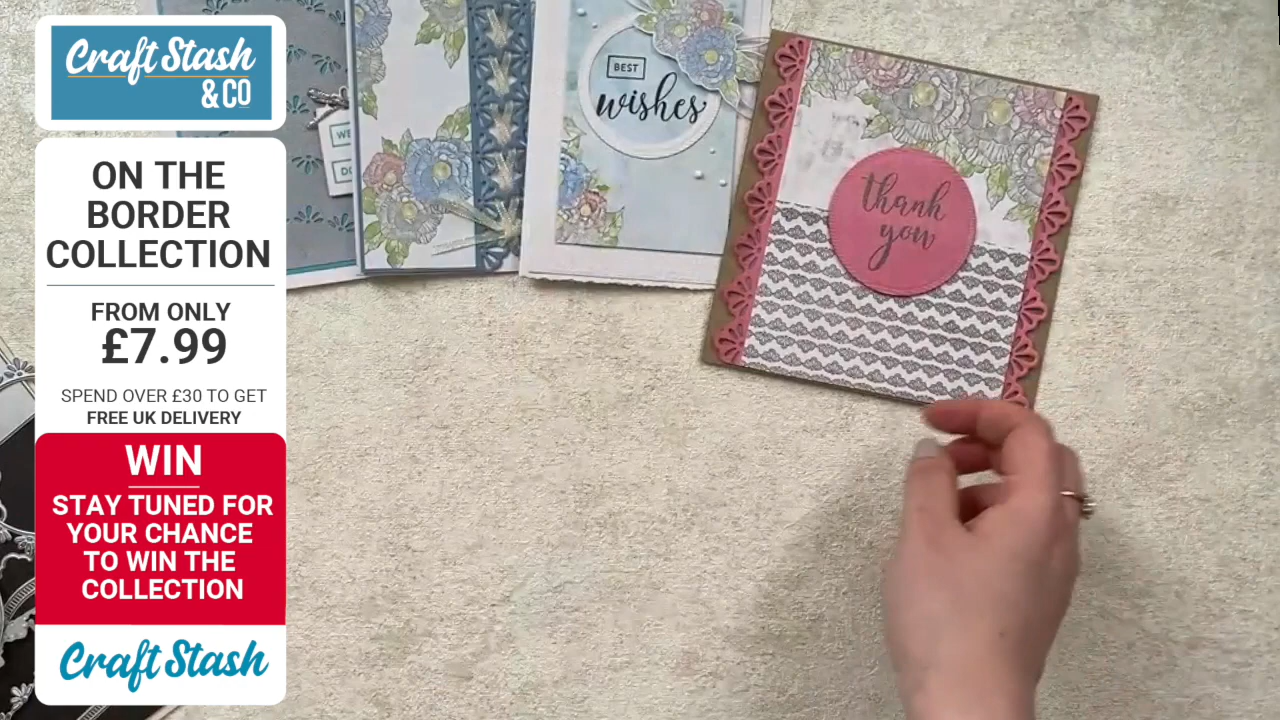 Craft Stash
& CO
ON THE
BORDER
COLLECTION
FROM ONLY
£7.99
SPEND OVER £30 TO GET
FREE UK DELIVERY
WIN
STAY TUNED FOR
YOUR CHANCE
TO WIN THE
COLLECTION
Craft Stash
BEST
wishes
thank
you